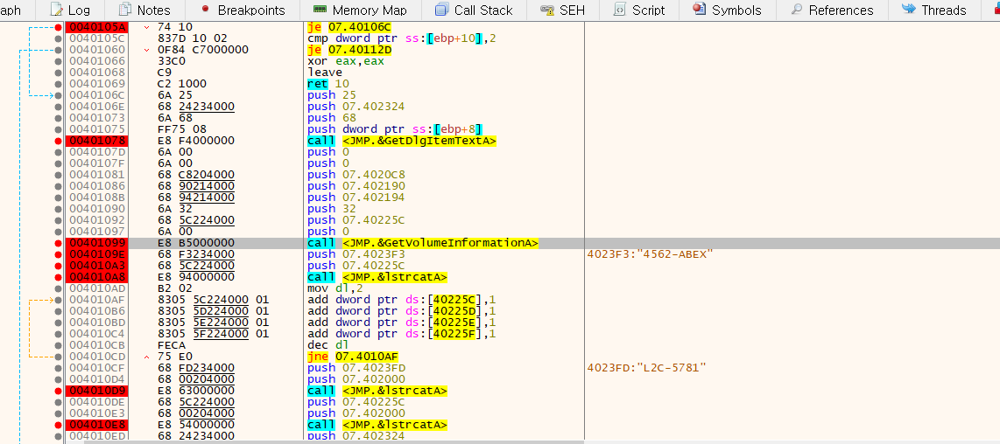 aph Log Notes Breakpoints Memory Map Call Stack SEH Script Symbols References Threads
0040105A 74 10 je 07.40106C
0040105C 837D 10 02 cmp dword ptr ss:[ebp+10],2
00401060 0F84 C7000000 je 07.40112D
00401066 33C0 xor eax,eax
00401068 C9 leave
00401069 C2 1000 ret 10
0040106C 6A 25 push 25
0040106E 68 24234000 push 07.402324
00401073 6A 68 push 68
00401075 FF75 08 push dword ptr ss:[ebp+8]
00401078 E8 F4000000 call <JMP.&GetDlgItemTextA>
0040107D 6A 00 push 0
0040107F 6A 00 push 0
00401081 68 C8204000 push 07.4020C8
00401086 68 90214000 push 07.402190
0040108B 68 94214000 push 07.402194
00401090 6A 32 push 32
00401092 68 5C224000 push 07.40225C
00401097 6A 00 push 0
00401099 E8 B5000000 call <JMP.&GetVolumeInformationA>
0040109E 68 F3234000 push 07.4023F3 4023F3:"4562-ABEX"
004010A3 68 5C224000 push 07.40225C
004010A8 E8 94000000 call <JMP.&lstrcatA>
004010AD B2 02 mov dl,2
004010AF 8305 5C224000 01 add dword ptr ds:[40225C],1
004010B6 8305 5D224000 01 add dword ptr ds:[40225D],1
004010BD 8305 5E224000 01 add dword ptr ds:[40225E],1
004010C4 8305 5F224000 01 add dword ptr ds:[40225F],1
004010CB FECA dec dl
004010CD 75 E0 jne 07.4010AF
004010CF 68 FD234000 push 07.4023FD 4023FD:"L2C-5781"
004010D4 68 00204000 push 07.402000
004010D9 E8 63000000 call <JMP.&lstrcatA>
004010DE 68 5C224000 push 07.40225C
004010E3 68 00204000 push 07.402000
004010E8 E8 54000000 call <JMP.&lstrcatA>
004010ED 68 24234000 push 07.402324